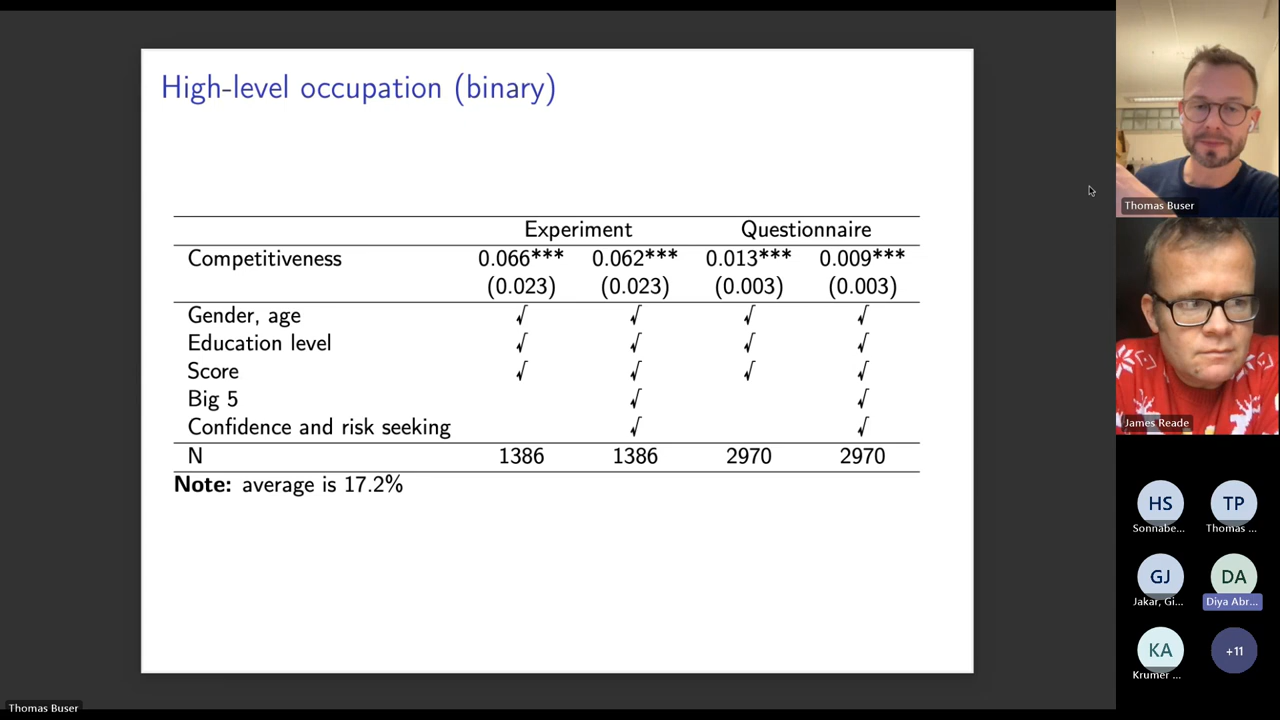 High-level occupation (binary)
Experiment Questionnaire
Competitiveness 0.066*** 0.062*** 0.013*** 0.009***
(0.023) (0.023) (0.003) (0.003)
Gender, age √ √ √ √
Education level √ √ √ √
Score √ √ √ √
Big 5 √ √
Confidence and risk seeking √ √
N 1386 1386 2970 2970
Note: average is 17.2%
Thomas Buser
Thomas Buser
James Reade
HS TP
Sonnabe... Thomas ...
GJ DA
Jakar, Gi... Diya Abr...
KA +11
Krumer ...